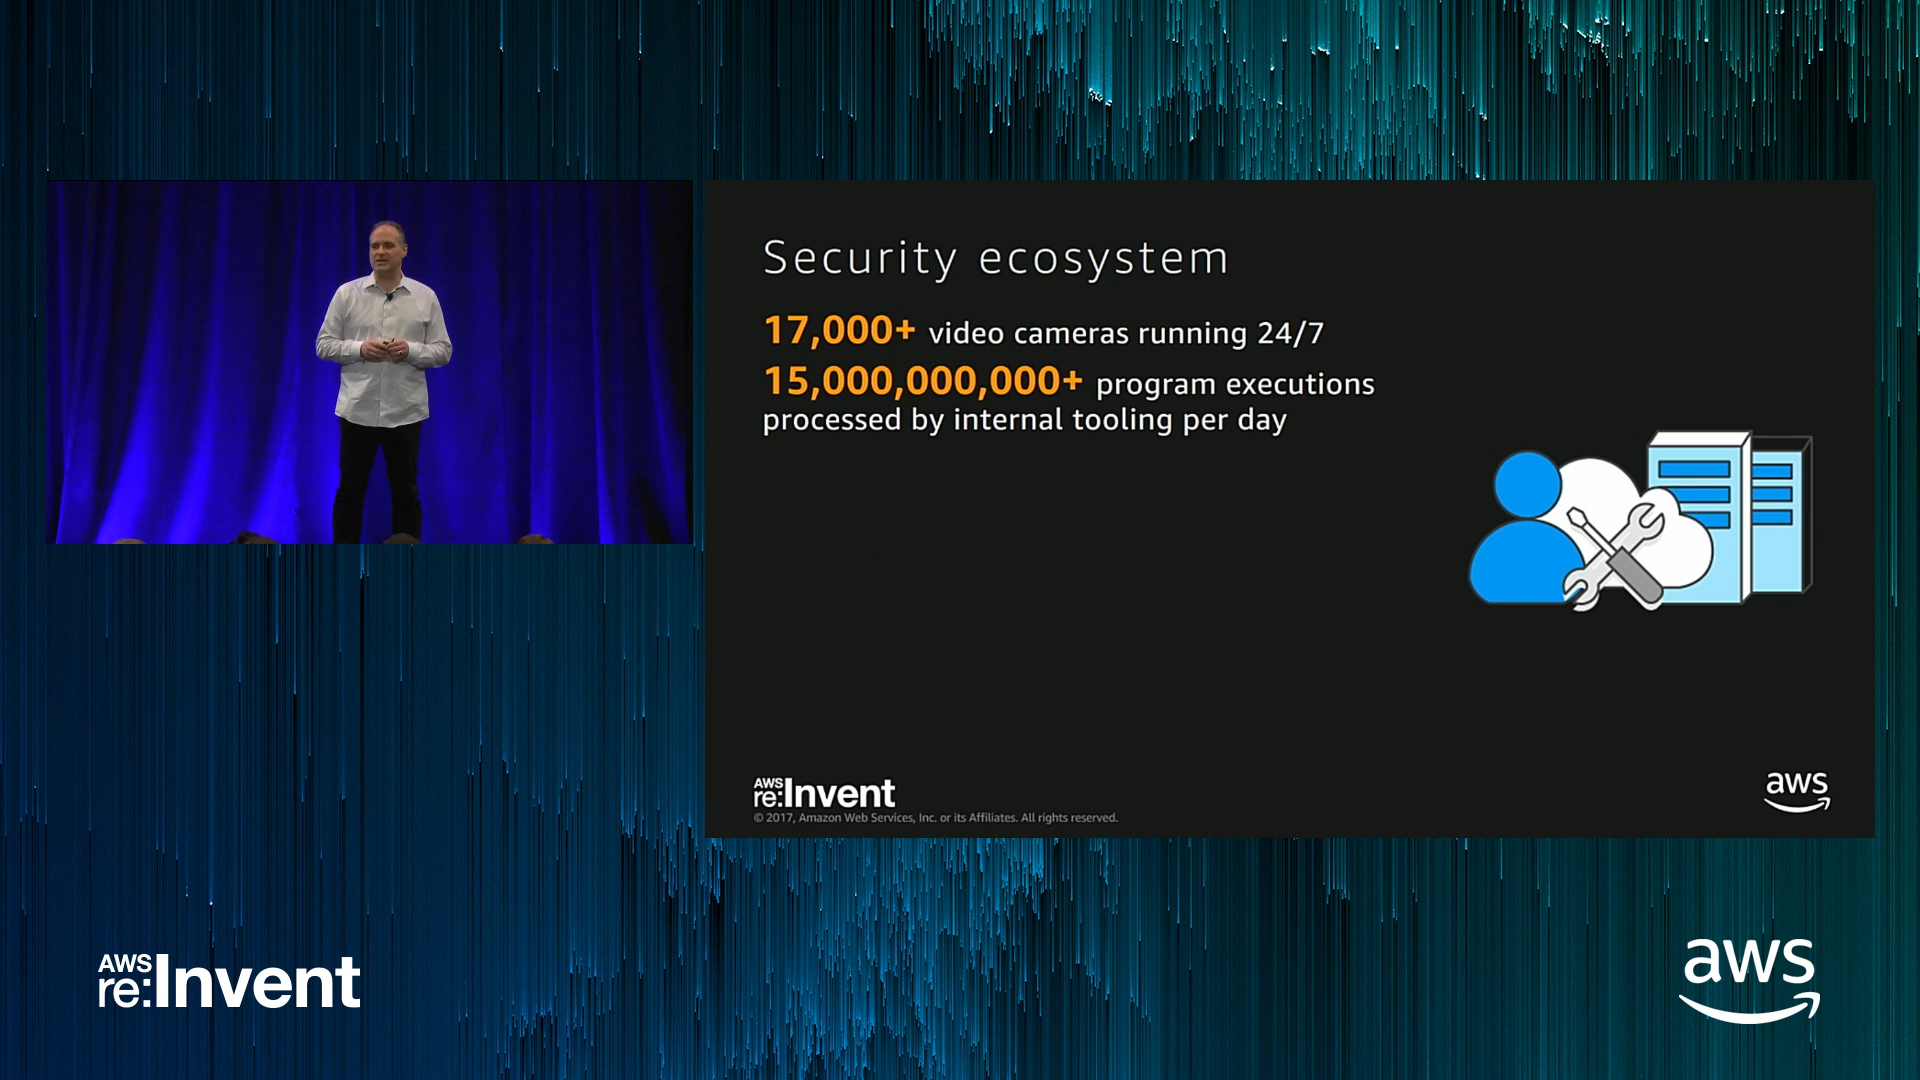 Security ecosystem
17,000+ video cameras running 24/7
15,000,000,000+ program executions
processed by internal tooling per day
AWS
re:Invent
© 2017, Amazon Web Services, Inc. or its Affiliates. All rights reserved.
aws
AWS
re:Invent
aws